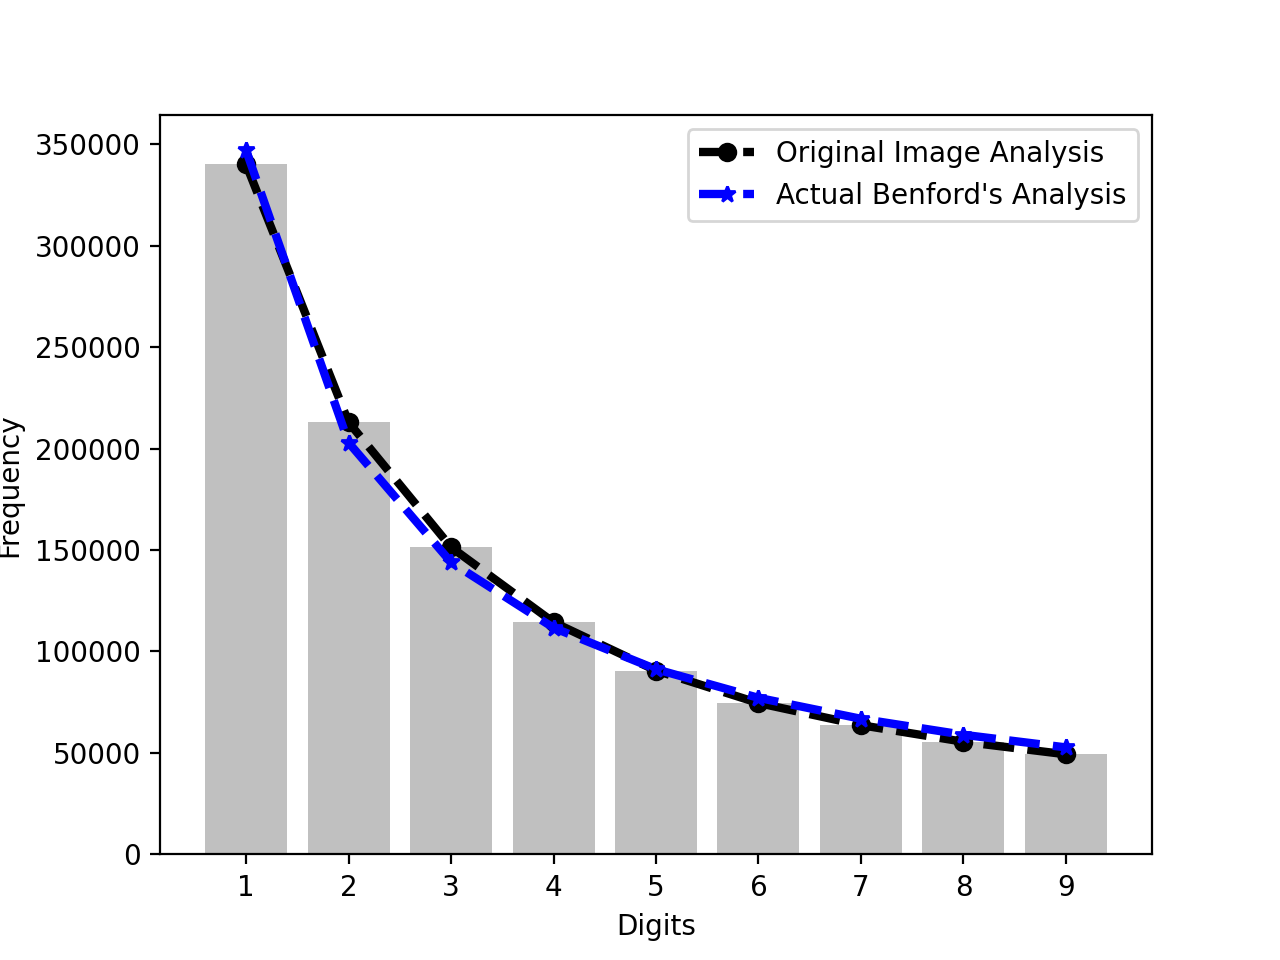 350000
300000
250000
200000
150000
100000
50000
0
Frequency
Original Image Analysis
Actual Benford's Analysis
1 2 3 4 5 6 7 8 9
Digits